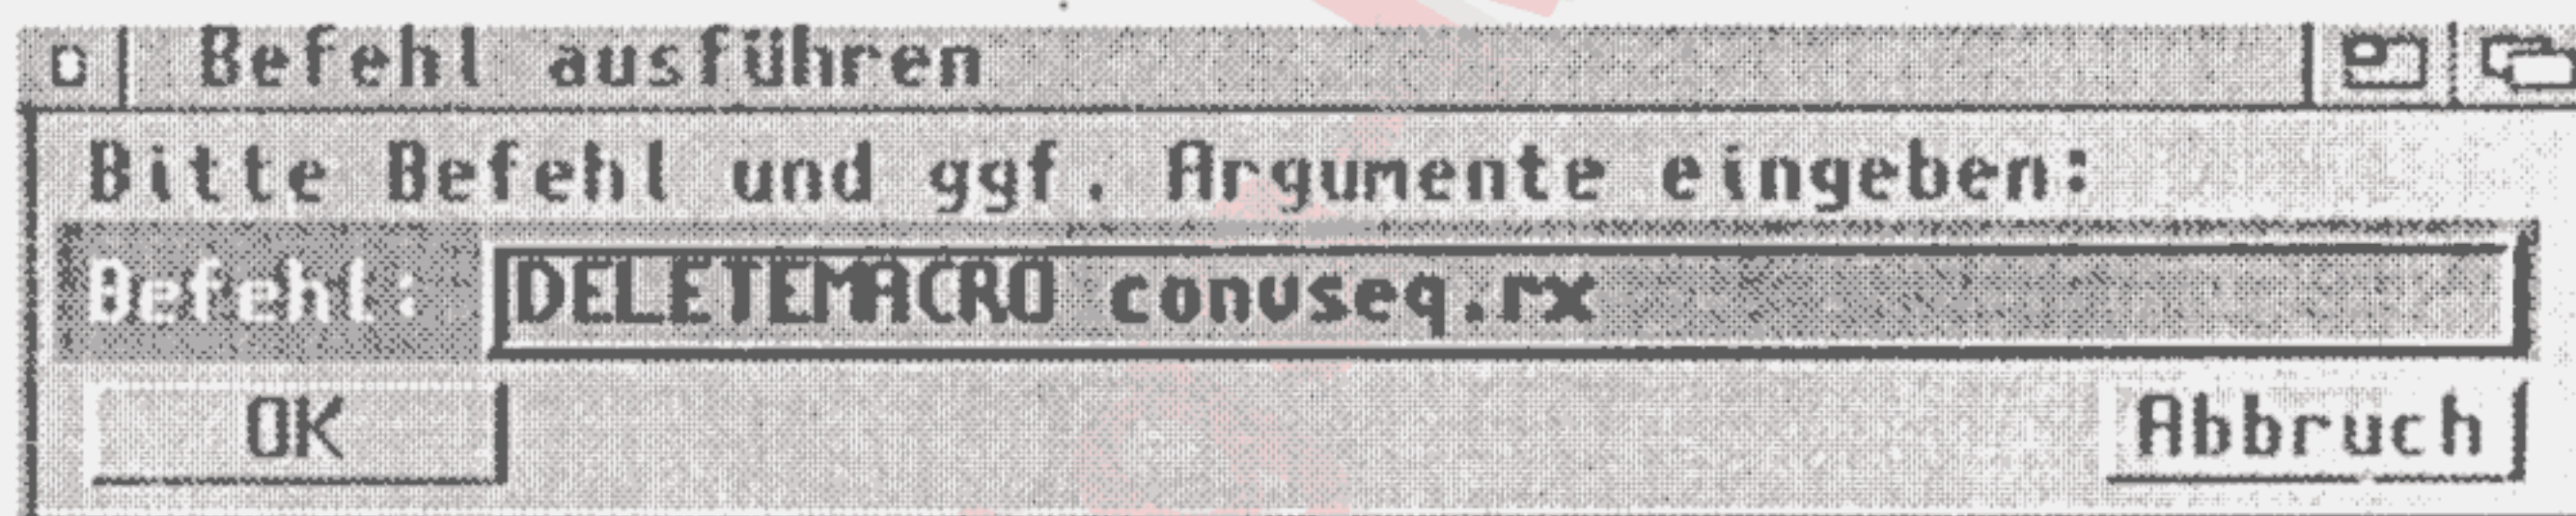 Befehl ausführen
Bitte Befehl und ggf. Argumente eingeben:
Befehl: DELETEMACRO convseq.rx
OK Abbruch